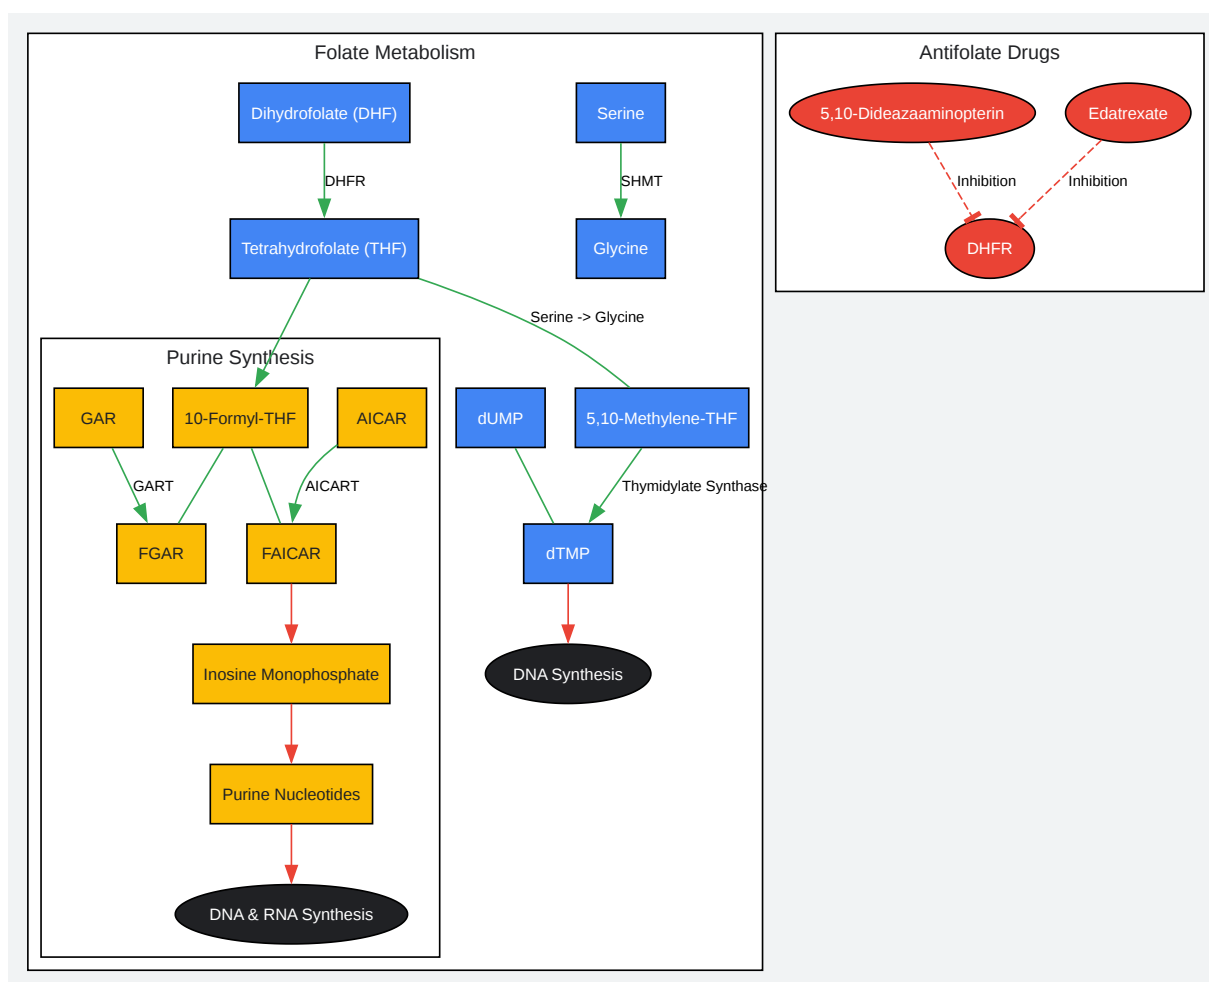 Folate Metabolism
Antifolate Drugs
Dihydrofolate (DHF)
Serine
5,10-Dideazaaminopterin
Edatrexate
DHFR
SHMT
Inhibition
Inhibition
Tetrahydrofolate (THF)
Glycine
DHFR
Serine -> Glycine
Purine Synthesis
GAR
10-Formyl-THF
AICAR
dUMP
5,10-Methylene-THF
GART
AICART
Thymidylate Synthase
FGAR
FAICAR
dTMP
Inosine Monophosphate
DNA Synthesis
Purine Nucleotides
DNA & RNA Synthesis